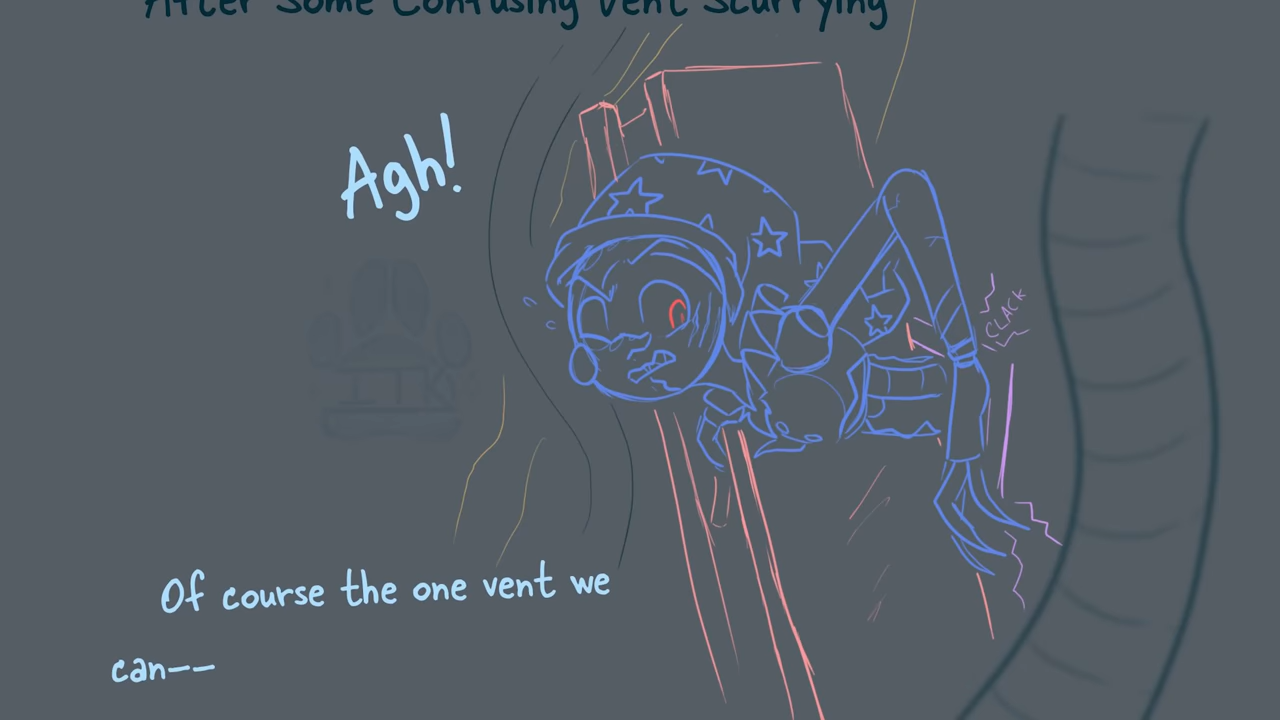 After Some Confusing Vent Scurrying
Agh!
CLACK
Of course the one vent we
can--